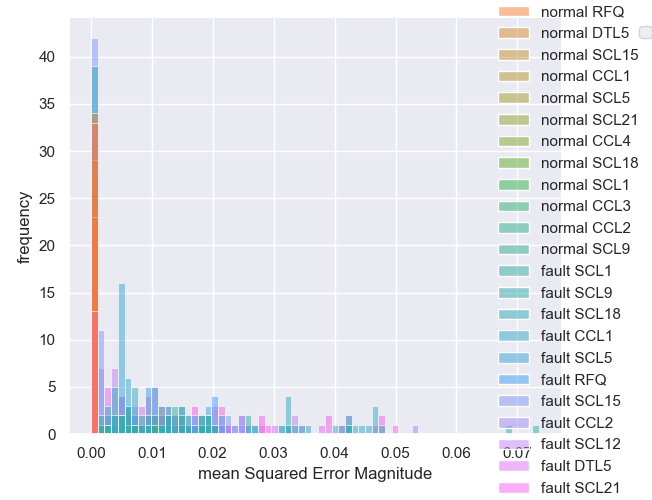 normal RFQ
normal DTL5
normal SCL15
normal CCL1
normal SCL5
normal SCL21
normal CCL4
normal SCL18
normal SCL1
normal CCL3
normal CCL2
normal SCL9
fault SCL1
fault SCL9
fault SCL18
fault CCL1
fault SCL5
fault RFQ
fault SCL15
fault CCL2
fault SCL12
fault DTL5
fault SCL21
frequency
40
35
30
25
20
15
10
5
0
0.00 0.01 0.02 0.03 0.04 0.05 0.06 0.07
mean Squared Error Magnitude